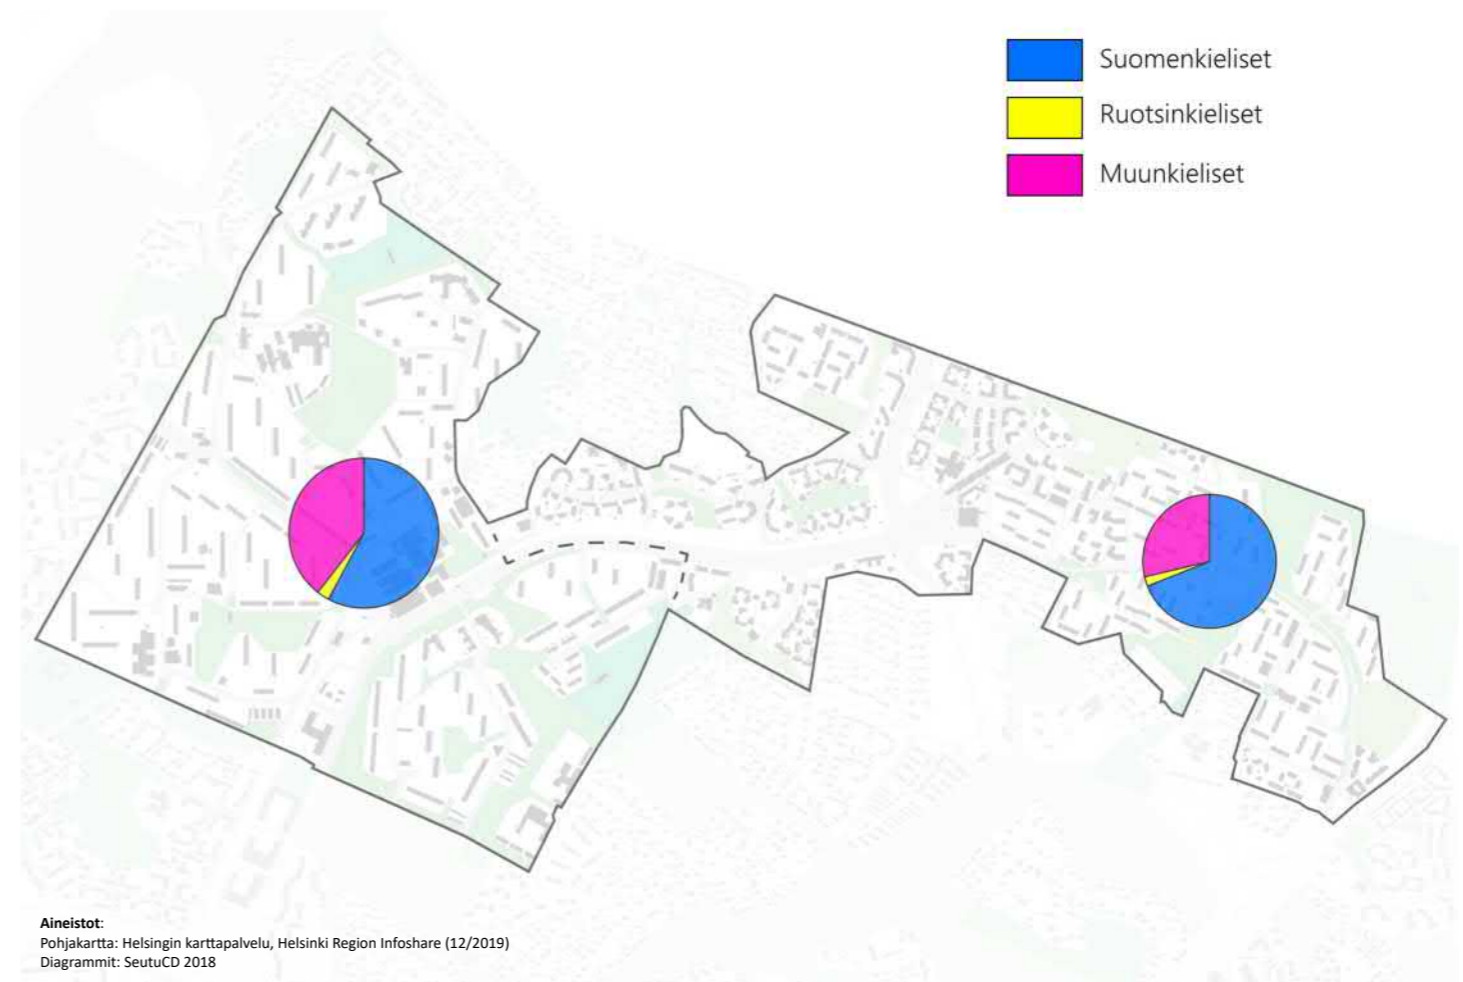 Suomenkieliset
Ruotsinkieliset
Muunkieliset
Aineistot:
Pohjakartta: Helsingin karttapalvelu, Helsinki Region Infoshare (12/2019)
Diagrammit: SeutuCD 2018